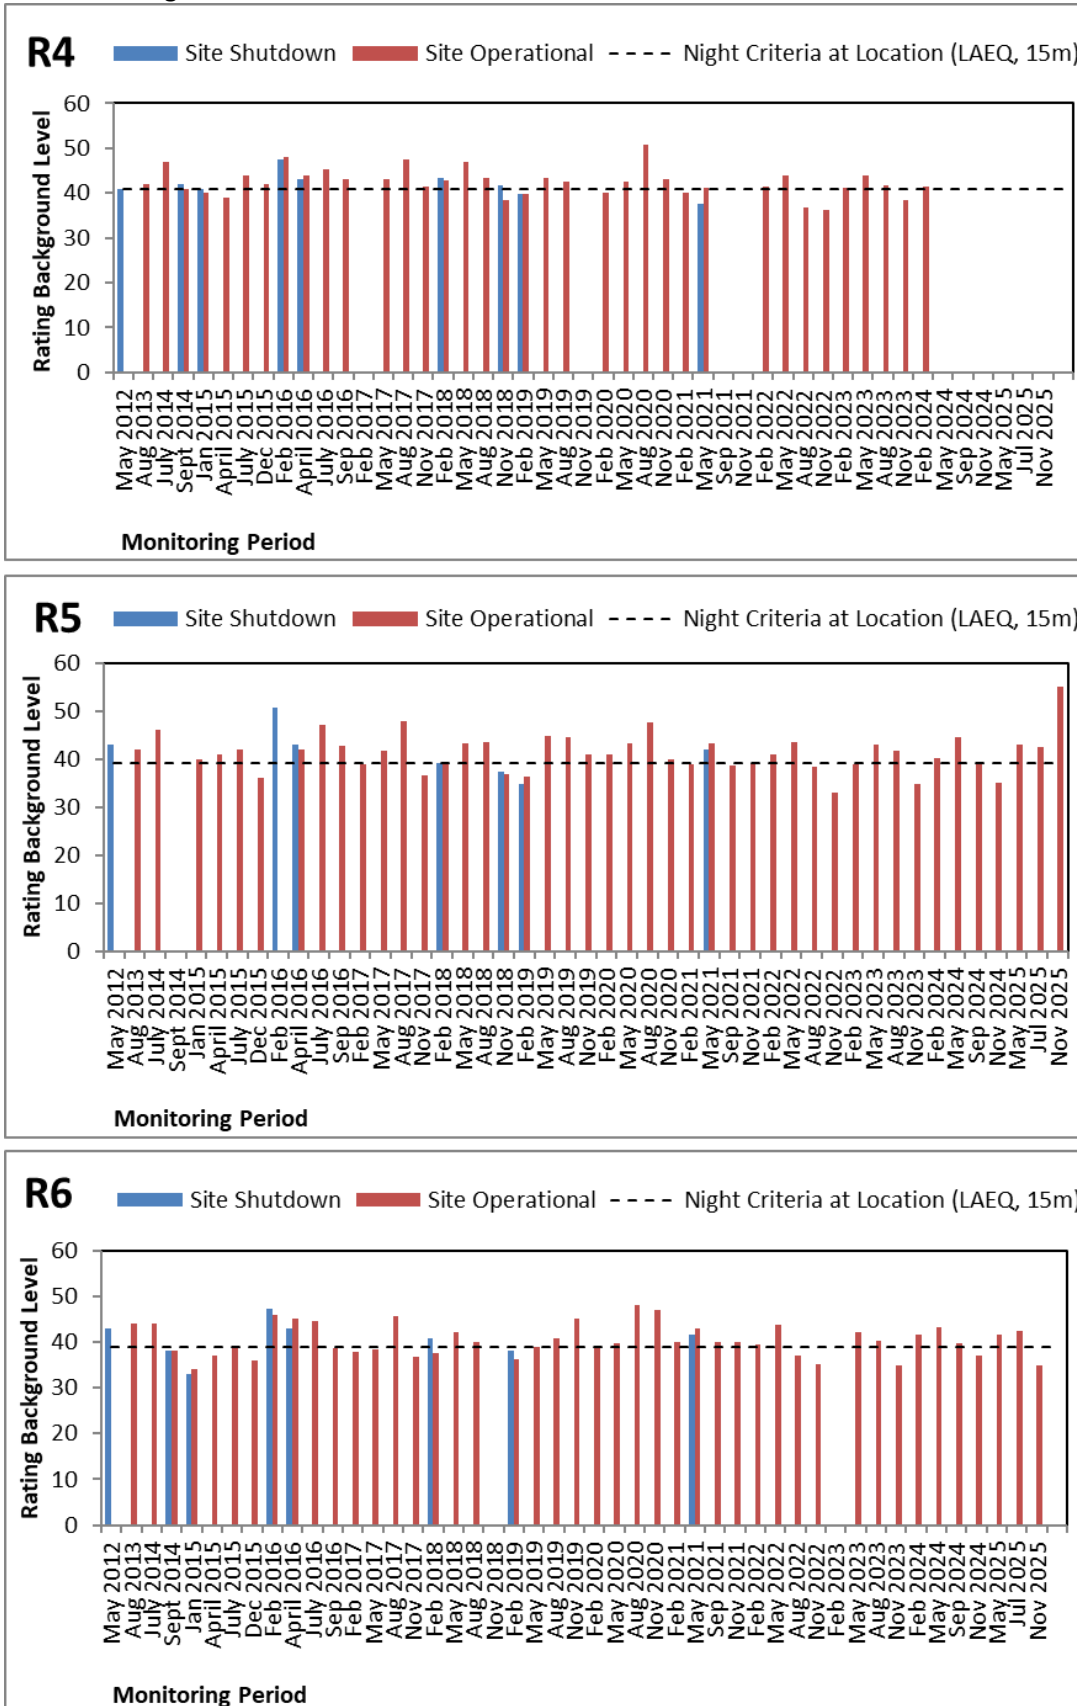 R4 Site Shutdown Site Operational Night Criteria at Location (LAEQ, 15m)
Rating Background Level
60
50
40
30
20
10
0
May 2012
Aug 2013
July 2014
Sept 2014
Jan 2015
April 2015
July 2015
Dec 2015
Feb 2016
April 2016
July 2016
Sep 2016
Feb 2017
May 2017
Aug 2017
Nov 2017
Feb 2018
May 2018
Aug 2018
Nov 2018
Feb 2019
May 2019
Aug 2019
Nov 2019
Feb 2020
May 2020
Aug 2020
Nov 2020
Feb 2021
May 2021
Sep 2021
Nov 2021
Feb 2022
May 2022
Aug 2022
Nov 2022
Feb 2023
May 2023
Aug 2023
Nov 2023
Feb 2024
May 2024
Sep 2024
Nov 2024
May 2025
Jul 2025
Nov 2025
Monitoring Period
R5 Site Shutdown Site Operational Night Criteria at Location (LAEQ, 15m)
Rating Background Level
60
50
40
30
20
10
0
May 2012
Aug 2013
July 2014
Sept 2014
Jan 2015
April 2015
July 2015
Dec 2015
Feb 2016
April 2016
July 2016
Sep 2016
Feb 2017
May 2017
Aug 2017
Nov 2017
Feb 2018
May 2018
Aug 2018
Nov 2018
Feb 2019
May 2019
Aug 2019
Nov 2019
Feb 2020
May 2020
Aug 2020
Nov 2020
Feb 2021
May 2021
Sep 2021
Nov 2021
Feb 2022
May 2022
Aug 2022
Nov 2022
Feb 2023
May 2023
Aug 2023
Nov 2023
Feb 2024
May 2024
Sep 2024
Nov 2024
May 2025
Jul 2025
Nov 2025
Monitoring Period
R6 Site Shutdown Site Operational Night Criteria at Location (LAEQ, 15m)
Rating Background Level
60
50
40
30
20
10
0
May 2012
Aug 2013
July 2014
Sept 2014
Jan 2015
April 2015
July 2015
Dec 2015
Feb 2016
April 2016
July 2016
Sep 2016
Feb 2017
May 2017
Aug 2017
Nov 2017
Feb 2018
May 2018
Aug 2018
Nov 2018
Feb 2019
May 2019
Aug 2019
Nov 2019
Feb 2020
May 2020
Aug 2020
Nov 2020
Feb 2021
May 2021
Sep 2021
Nov 2021
Feb 2022
May 2022
Aug 2022
Nov 2022
Feb 2023
May 2023
Aug 2023
Nov 2023
Feb 2024
May 2024
Sep 2024
Nov 2024
May 2025
Jul 2025
Nov 2025
Monitoring Period